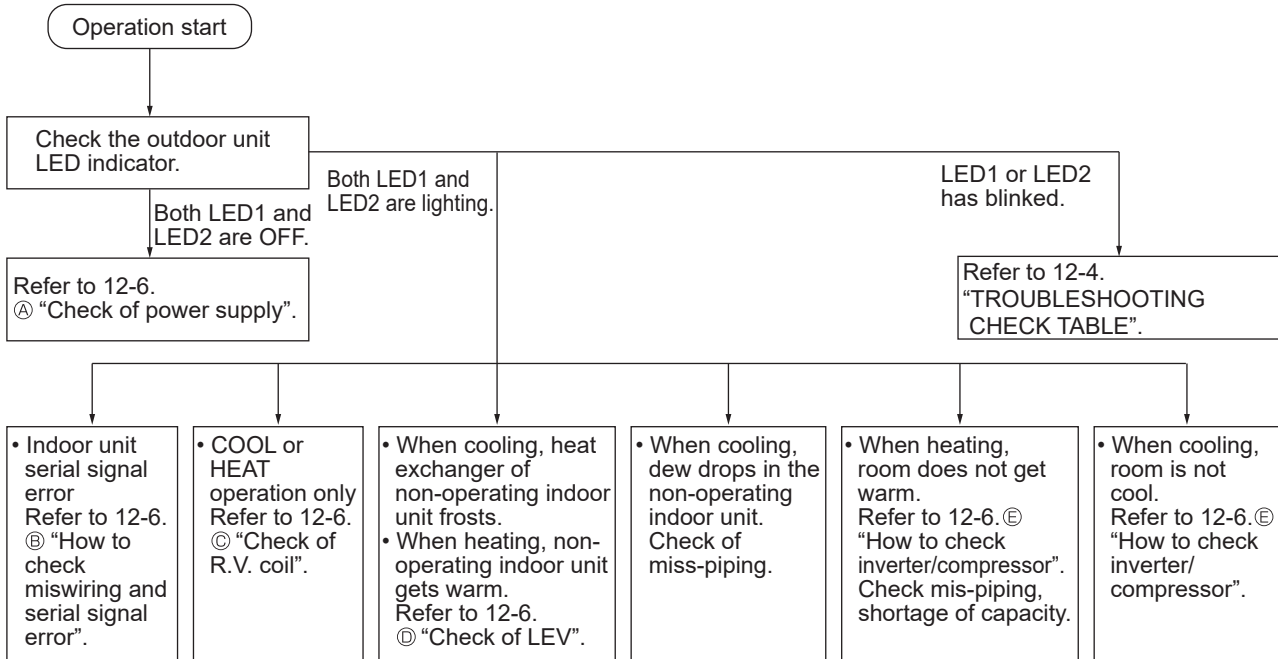 Operation start
Check the outdoor unit
LED indicator.
Both LED1 and
LED2 are OFF.
Both LED1 and
LED2 are lighting.
LED1 or LED2
has blinked.
Refer to 12-6.
Ⓐ “Check of power supply”.
Refer to 12-4.
“TROUBLESHOOTING
CHECK TABLE”.
• Indoor unit
serial signal
error
Refer to 12-6.
Ⓑ “How to
check
miswiring and
serial signal
error”.
• COOL or
HEAT
operation only
Refer to 12-6.
Ⓒ “Check of
R.V. coil”.
• When cooling, heat
exchanger of
non-operating indoor
unit frosts.
• When heating, non-
operating indoor unit
gets warm.
Refer to 12-6.
Ⓓ “Check of LEV”.
• When cooling,
dew drops in the
non-operating
indoor unit.
Check of
miss-piping.
• When heating,
room does not get
warm.
Refer to 12-6. Ⓔ
“How to check
inverter/compressor”.
Check mis-piping,
shortage of capacity.
• When cooling,
room is not
cool.
Refer to 12-6. Ⓔ
“How to check
inverter/
compressor”.